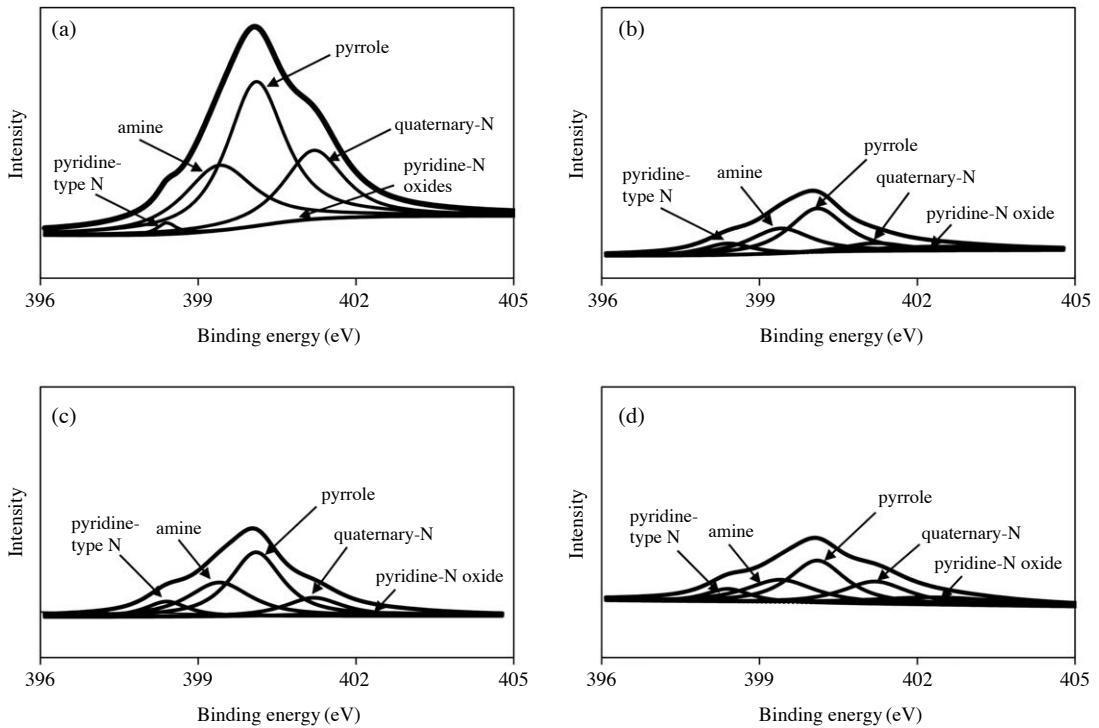 (a)
pyrrole
amine
quaternary-N
pyridine-
type N
pyridine-N
oxides
Intensity
396
399
402
405
Binding energy (eV)
(b)
pyrrole
pyridine-
type N
amine
quaternary-N
pyridine-N oxide
Intensity
396
399
402
405
Binding energy (eV)
(c)
pyrrole
pyridine-
type N
amine
quaternary-N
pyridine-N oxide
Intensity
396
399
402
405
Binding energy (eV)
(d)
pyrrole
pyridine-
type N
amine
quaternary-N
pyridine-N oxide
Intensity
396
399
402
405
Binding energy (eV)